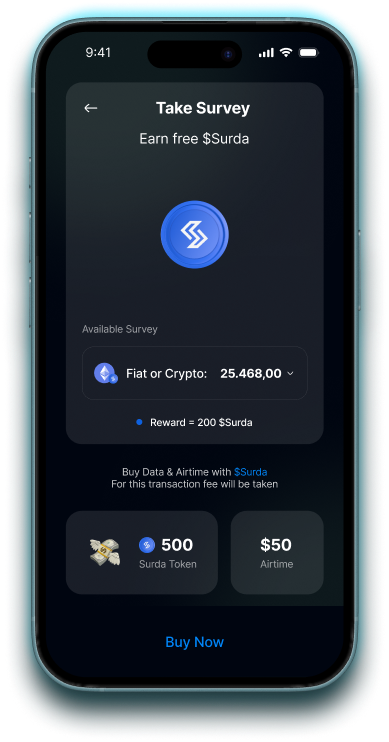 9:41
Take Survey
Earn free $Surda
Available Survey
Fiat or Crypto: 25.468,00
Reward = 200 $Surda
Buy Data & Airtime with $Surda
For this transaction fee will be taken
500
Surda Token
$50
Airtime
Buy Now